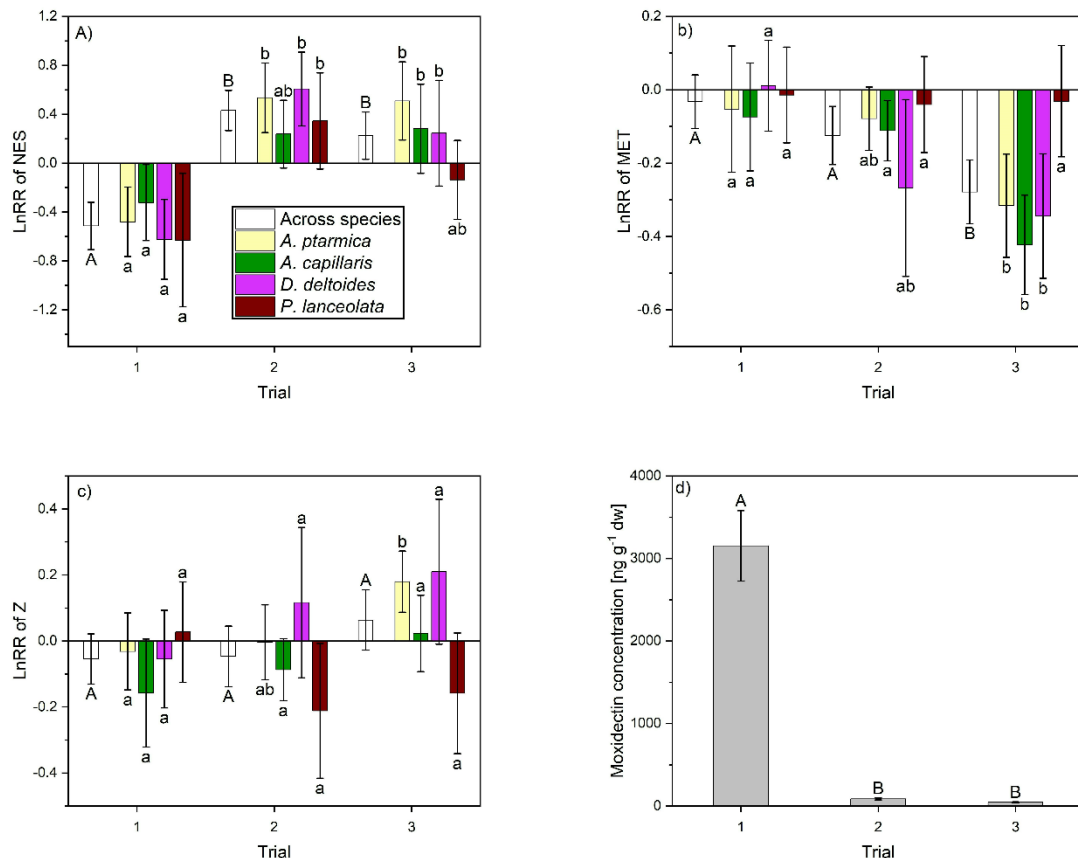 A)
LnRR of NES
1.2
0.8
0.4
0.0
-0.4
-0.8
-1.2
A
a
a
a
a
B
b
ab
b
b
B
b
b
b
ab
Across species
A. ptarmica
A. capillaris
D. deltoides
P. lanceolata
1
2
3
Trial
b)
LnRR of MET
0.2
0.0
-0.2
-0.4
-0.6
A
a
a
a
a
A
ab
a
ab
a
B
b
b
b
a
1
2
3
Trial
c)
LnRR of Z
0.4
0.2
0.0
-0.2
-0.4
A
a
a
a
a
A
ab
a
a
a
A
b
a
a
a
1
2
3
Trial
d)
Moxidectin concentration [ng g⁻¹ dw]
4000
3000
2000
1000
0
A
B
B
1
2
3
Trial